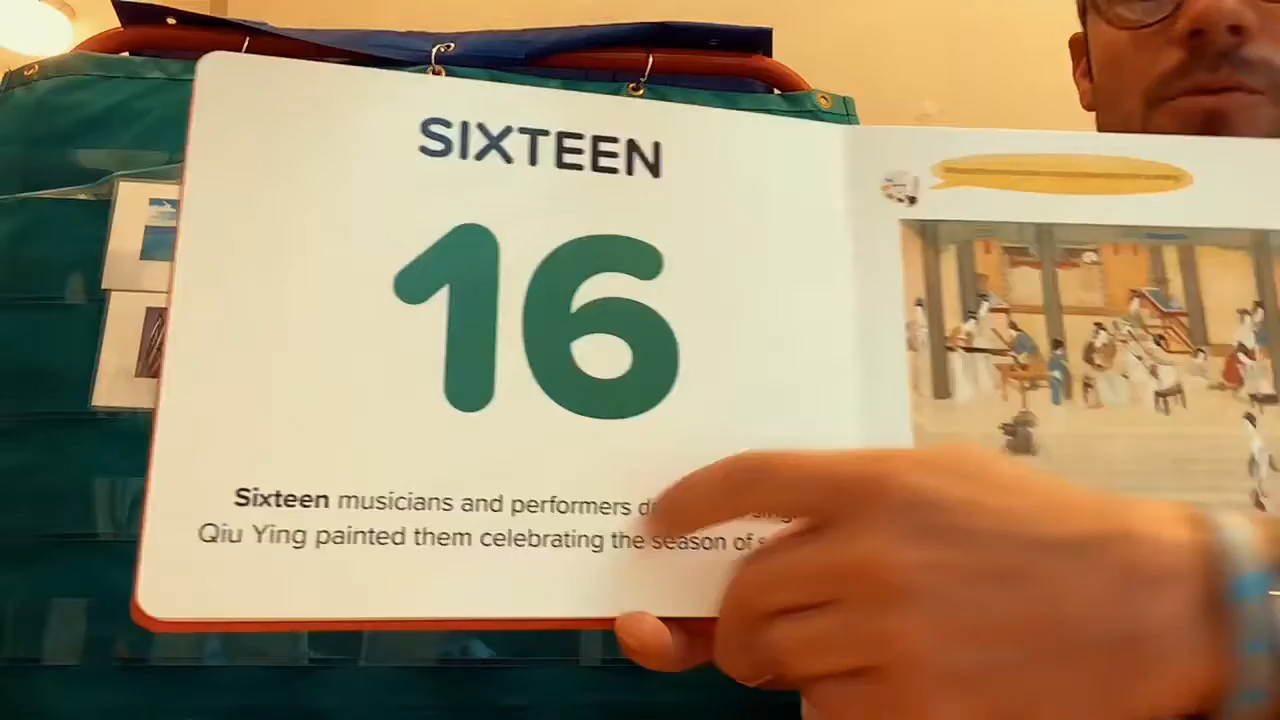 SIXTEEN
16
Sixteen musicians and performers
Qiu Ying painted them celebrating the season of